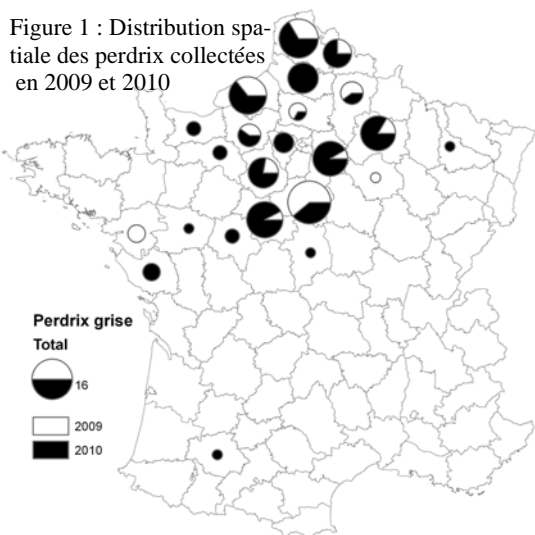 Figure 1 : Distribution spa-
tiale des perdrix collectées
en 2009 et 2010
Perdrix grise
Total
16
2009
2010